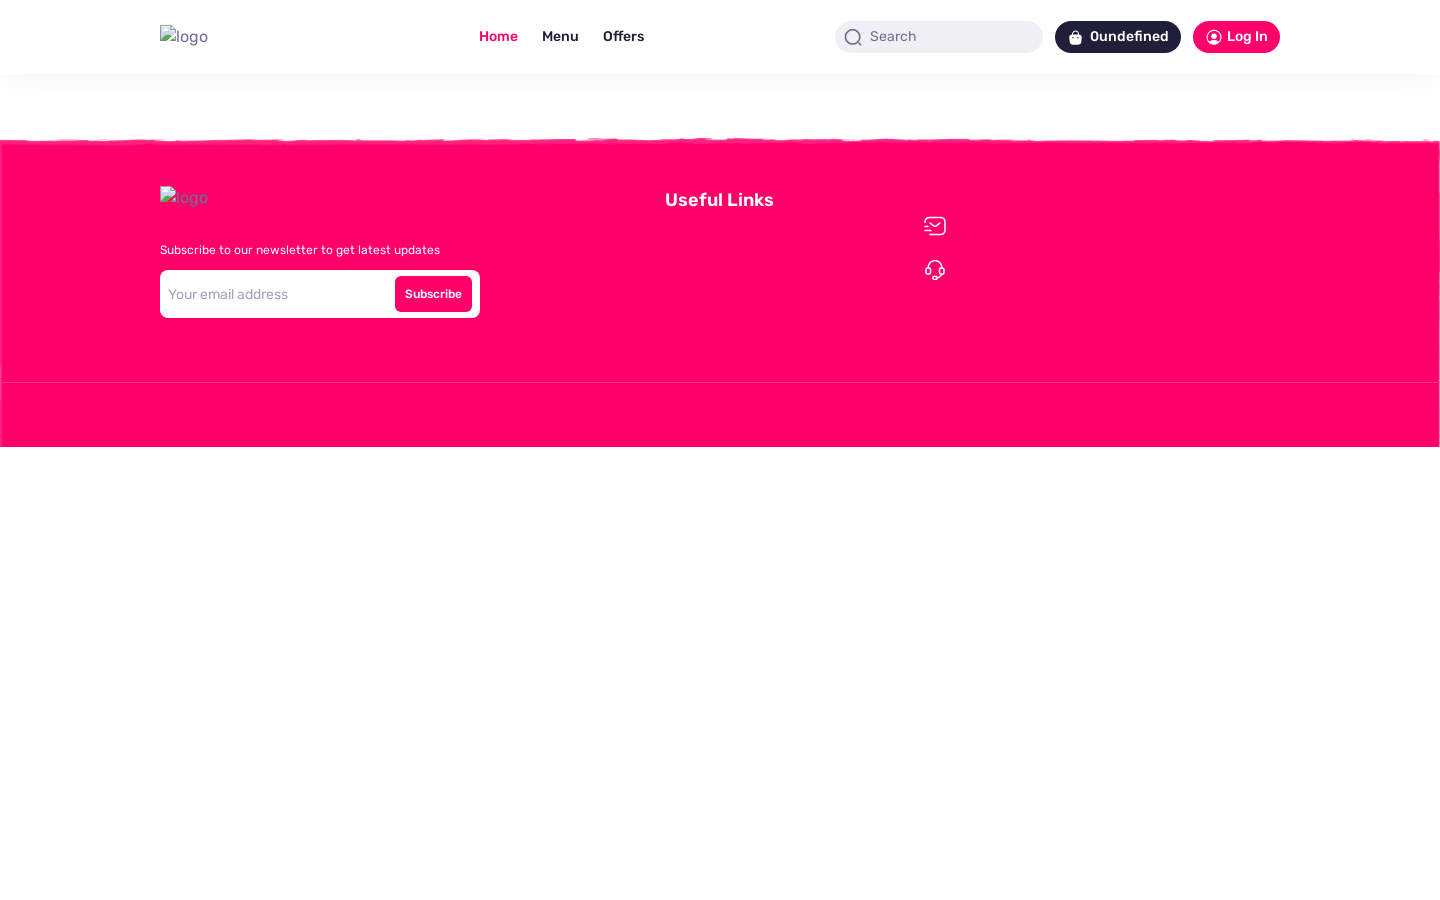 logo
Home
Menu
Offers
Search
0undefined
Log In
logo
Subscribe to our newsletter to get latest updates
Your email address
Subscribe
Useful Links